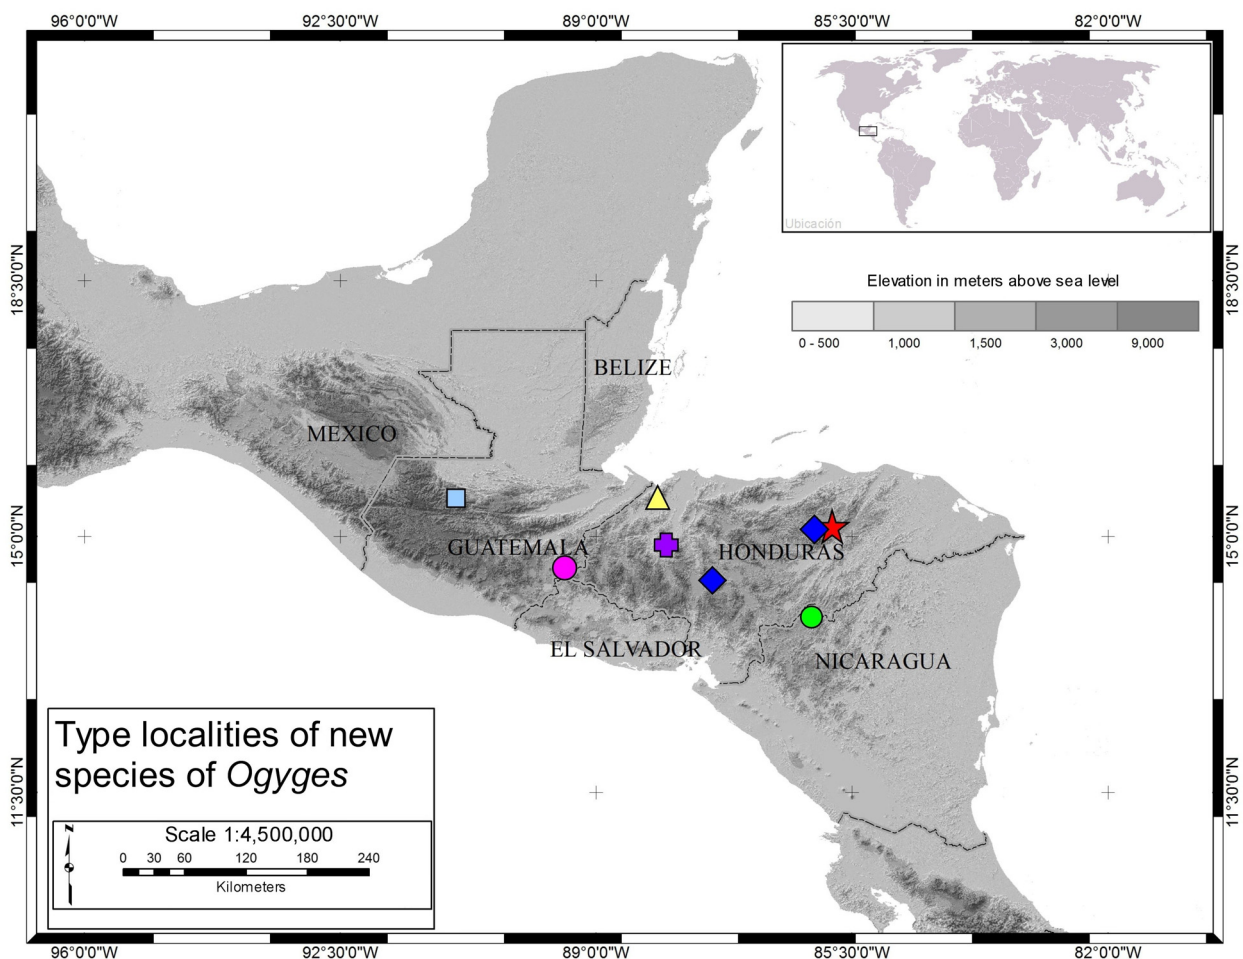 96°0'0"W 92°30'0"W 89°0'0"W 85°30'0"W 82°0'0"W
Ubicación
18°30'0"N 18°30'0"N
Elevation in meters above sea level
0 - 500 1,000 1,500 3,000 9,000
BELIZE
MEXICO
15°0'0"N 15°0'0"N
GUATEMALA
HONDURAS
EL SALVADOR
NICARAGUA
Type localities of new
species of Ogyges
11°30'0"N 11°30'0"N
Scale 1:4,500,000
N
0 30 60 120 180 240
Kilometers
96°0'0"W 92°30'0"W 89°0'0"W 85°30'0"W 82°0'0"W